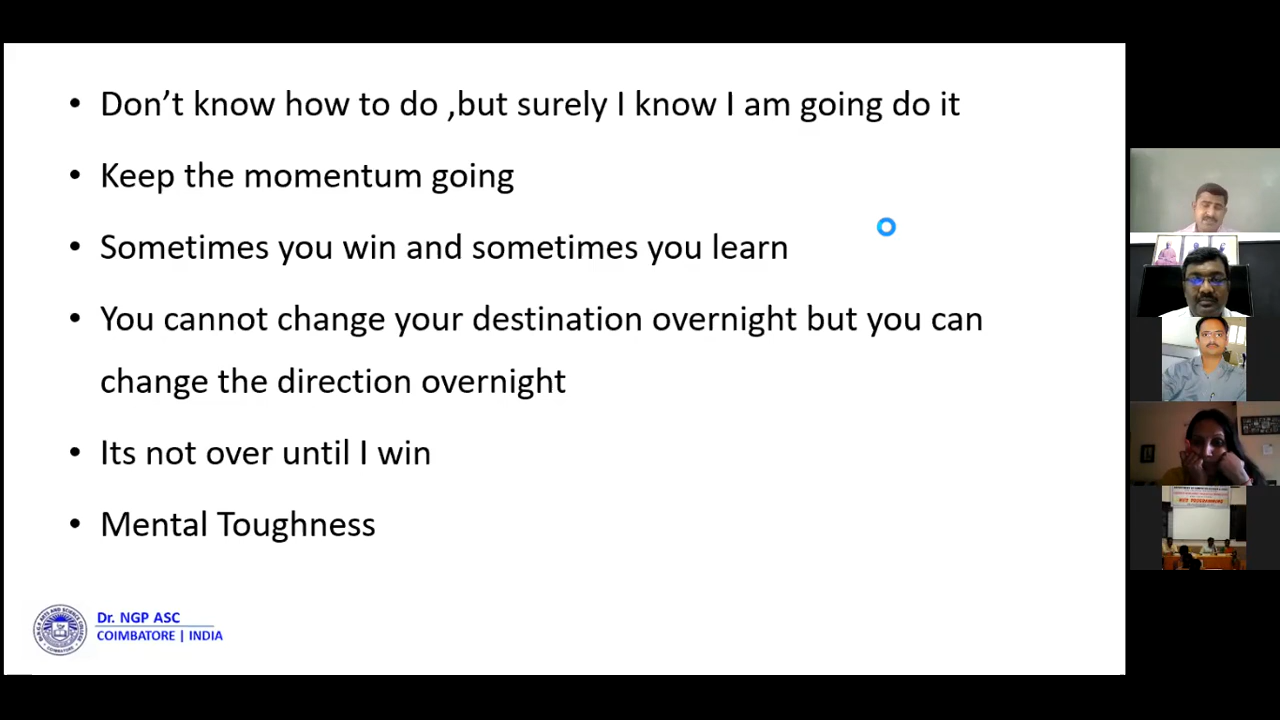 • Don’t know how to do ,but surely I know I am going do it
• Keep the momentum going
• Sometimes you win and sometimes you learn
• You cannot change your destination overnight but you can
change the direction overnight
• Its not over until I win
• Mental Toughness
Dr. NGP ASC
COIMBATORE | INDIA